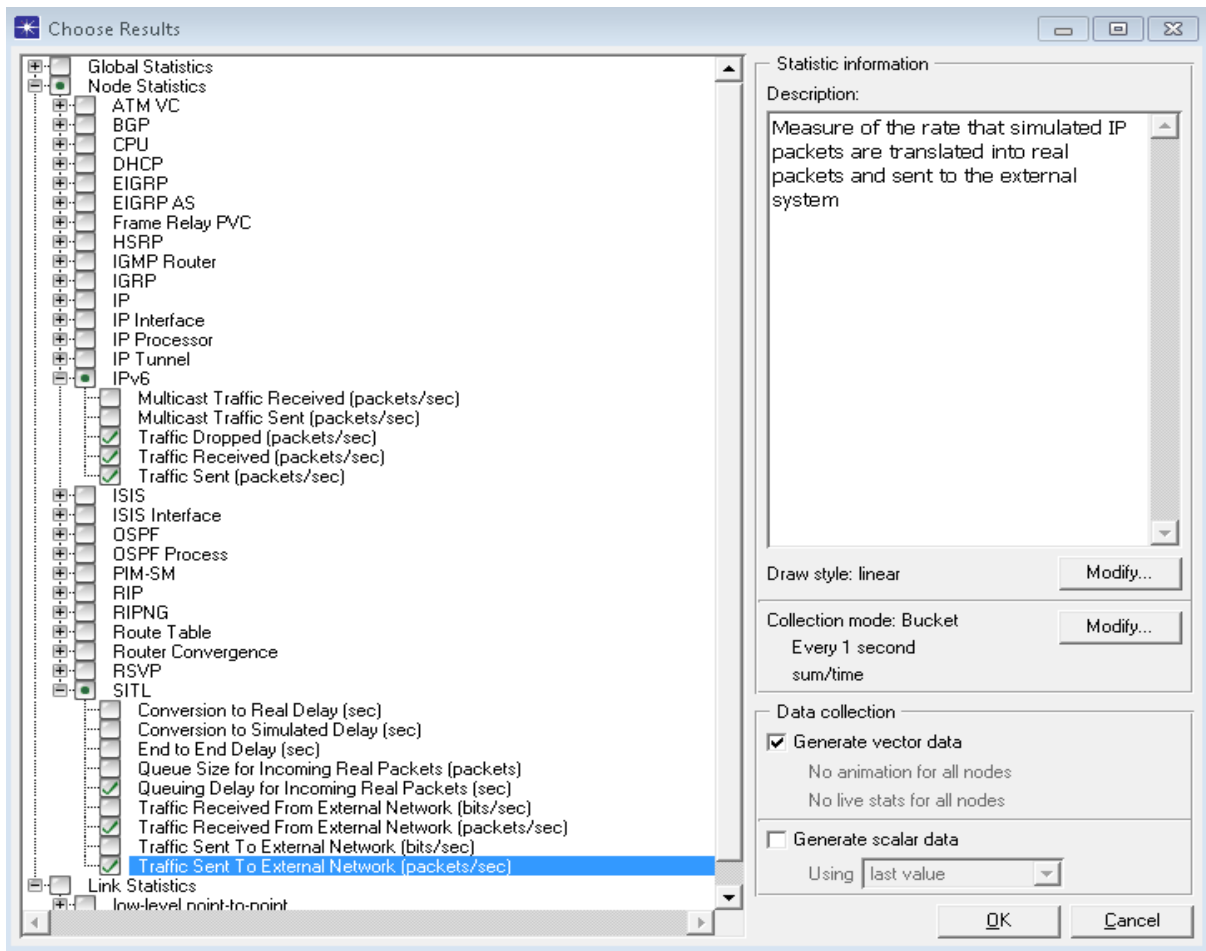 Choose Results
Global Statistics
Node Statistics
ATM VC
BGP
CPU
DHCP
EIGRP
EIGRP AS
Frame Relay PVC
HSRP
IGMP Router
IGRP
IP
IP Interface
IP Processor
IP Tunnel
IPv6
Multicast Traffic Received (packets/sec)
Multicast Traffic Sent (packets/sec)
Traffic Dropped (packets/sec)
Traffic Received (packets/sec)
Traffic Sent (packets/sec)
ISIS
ISIS Interface
OSPF
OSPF Process
PIM-SM
RIP
RIPNG
Route Table
Router Convergence
RSVP
SITL
Conversion to Real Delay (sec)
Conversion to Simulated Delay (sec)
End to End Delay (sec)
Queue Size for Incoming Real Packets (packets)
Queuing Delay for Incoming Real Packets (sec)
Traffic Received From External Network (bits/sec)
Traffic Received From External Network (packets/sec)
Traffic Sent To External Network (bits/sec)
Traffic Sent To External Network (packets/sec)
Link Statistics
low-level point-to-point
Statistic information
Description:
Measure of the rate that simulated IP
packets are translated into real
packets and sent to the external
system
Draw style: linear
Modify...
Collection mode: Bucket
Modify...
Every 1 second
sum/time
Data collection
Generate vector data
No animation for all nodes
No live stats for all nodes
Generate scalar data
Using last value
OK
Cancel